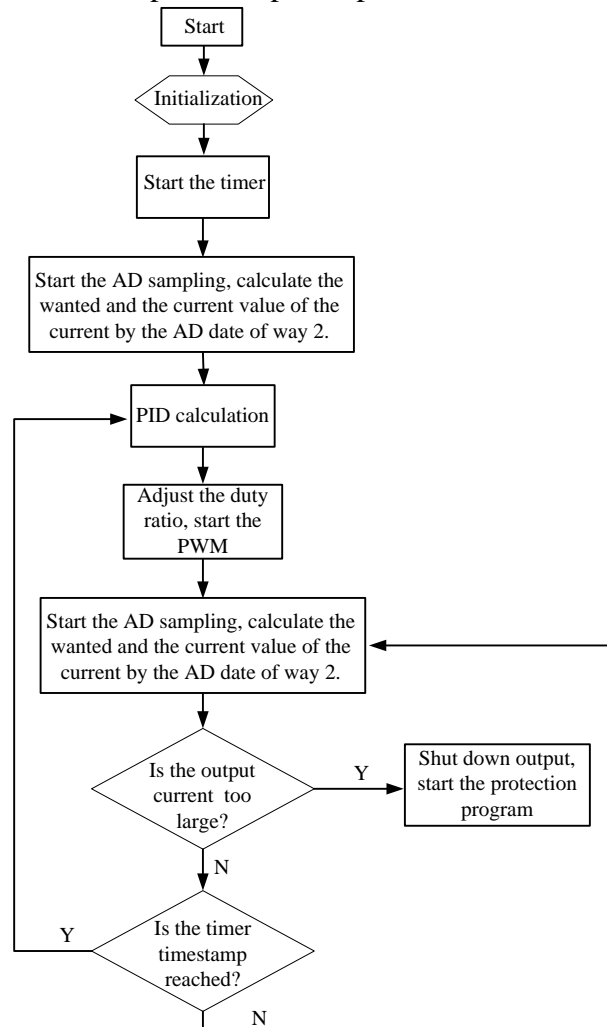 Start
Initialization
Start the timer
Start the AD sampling, calculate the
wanted and the current value of the
current by the AD date of way 2.
PID calculation
Adjust the duty
ratio, start the
PWM
Start the AD sampling, calculate the
wanted and the current value of the
current by the AD date of way 2.
Is the output
current too
large?
Y
Shut down output,
start the protection
program
N
Is the timer
timestamp
reached?
Y
N